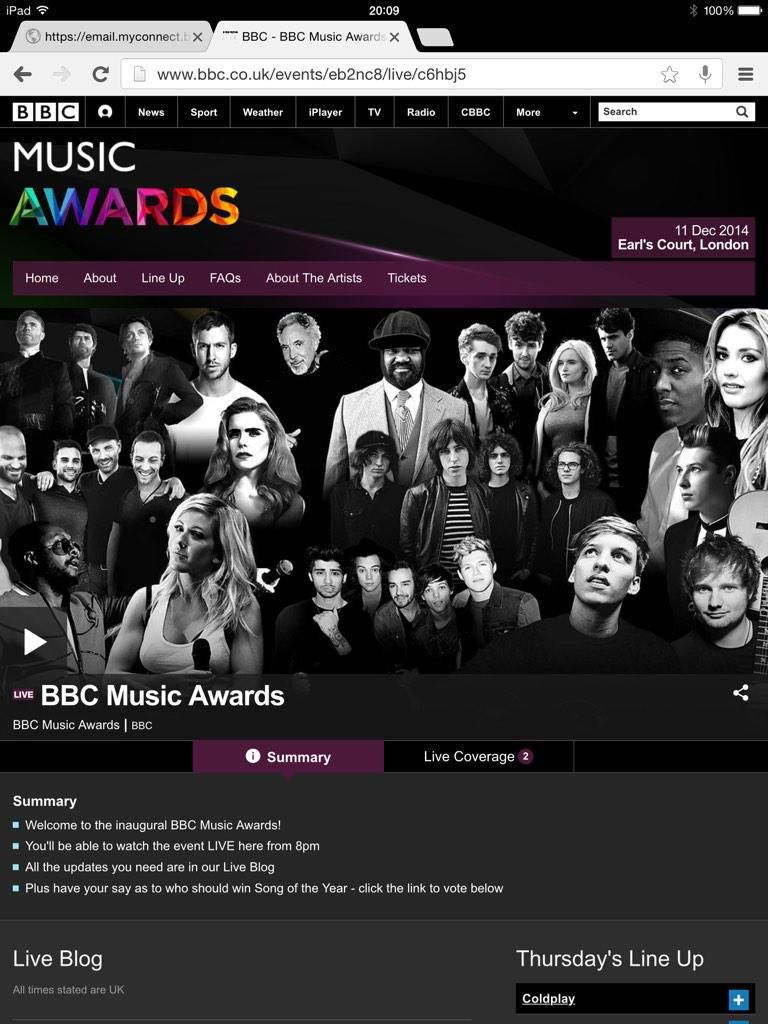 iPad 20:09 100%
https://email.myconnect.b BBC - BBC Music Awards
www.bbc.co.uk/events/eb2nc8/live/c6hbj5
BBC News Sport Weather iPlayer TV Radio CBBC More Search
MUSIC
AWARDS
11 Dec 2014
Earl's Court, London
Home About Line Up FAQs About The Artists Tickets
LIVE BBC Music Awards
BBC Music Awards | BBC
i Summary Live Coverage 2
Summary
Welcome to the inaugural BBC Music Awards!
You'll be able to watch the event LIVE here from 8pm
All the updates you need are in our Live Blog
Plus have your say as to who should win Song of the Year - click the link to vote below
Live Blog Thursday's Line Up
All times stated are UK
Coldplay +